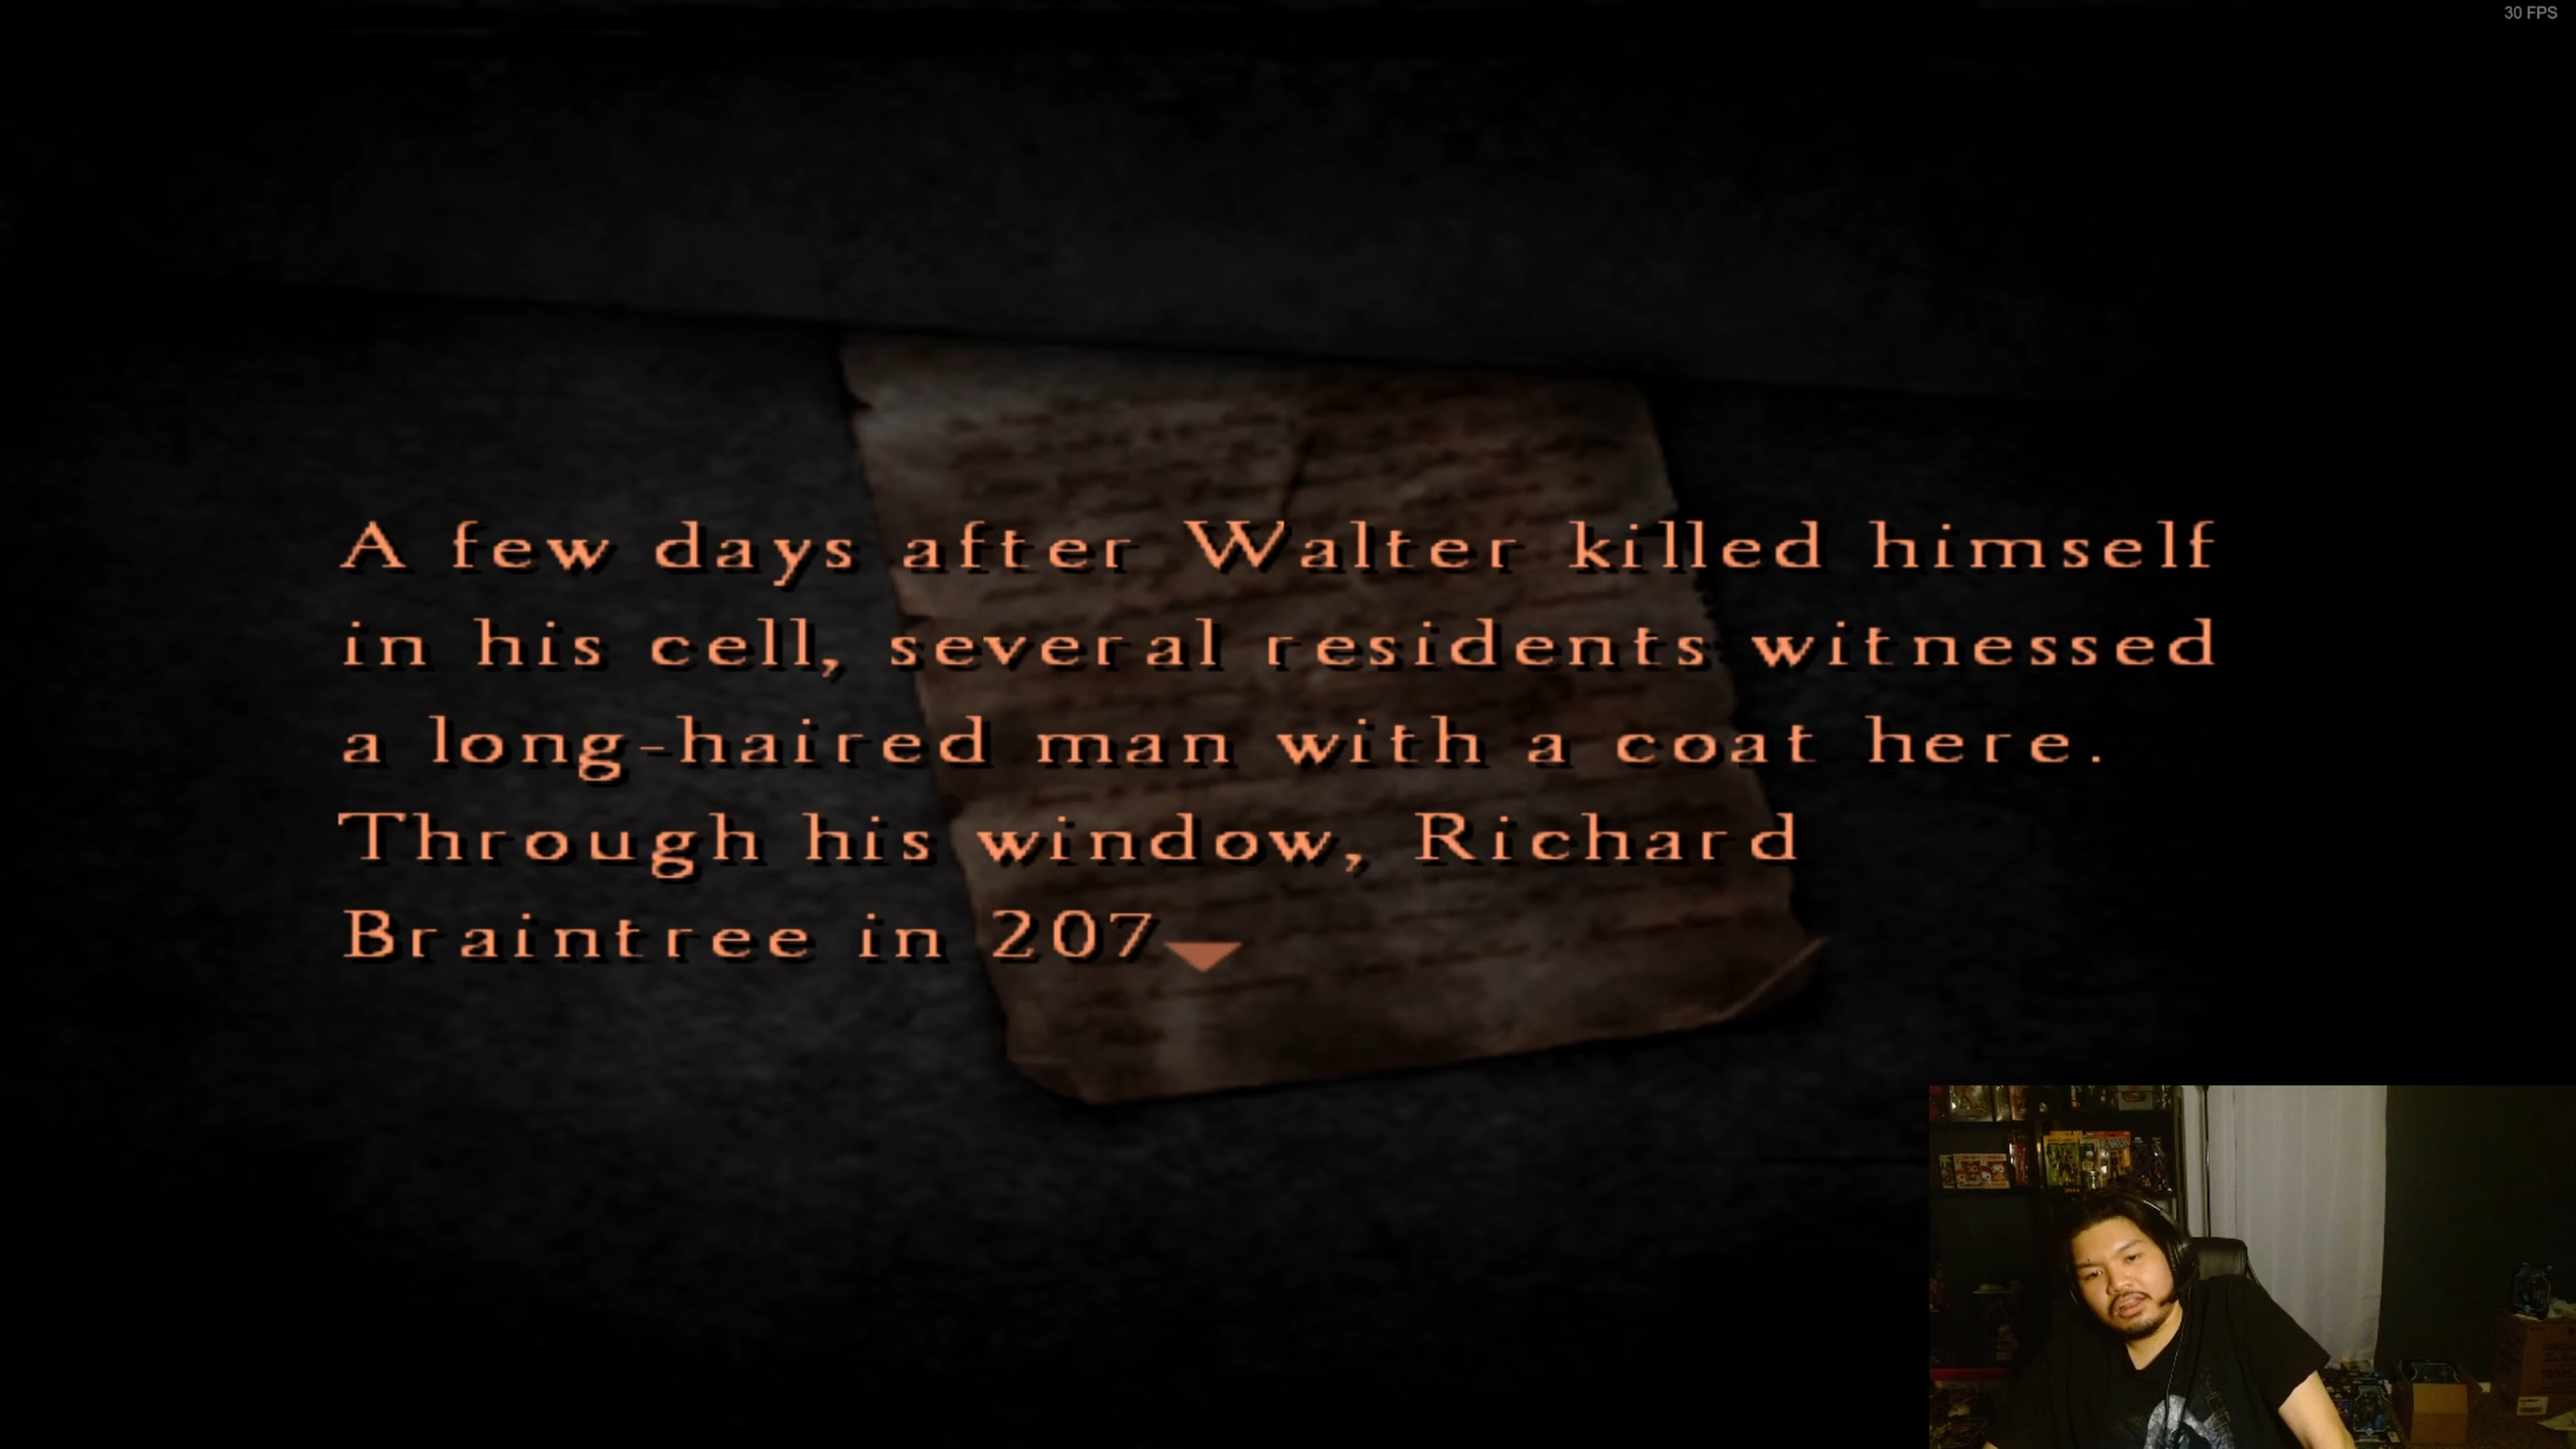 30 FPS
A few days after Walter killed himself
in his cell, several residents witnessed
a long-haired man with a coat here.
Through his window, Richard
Braintree in 207